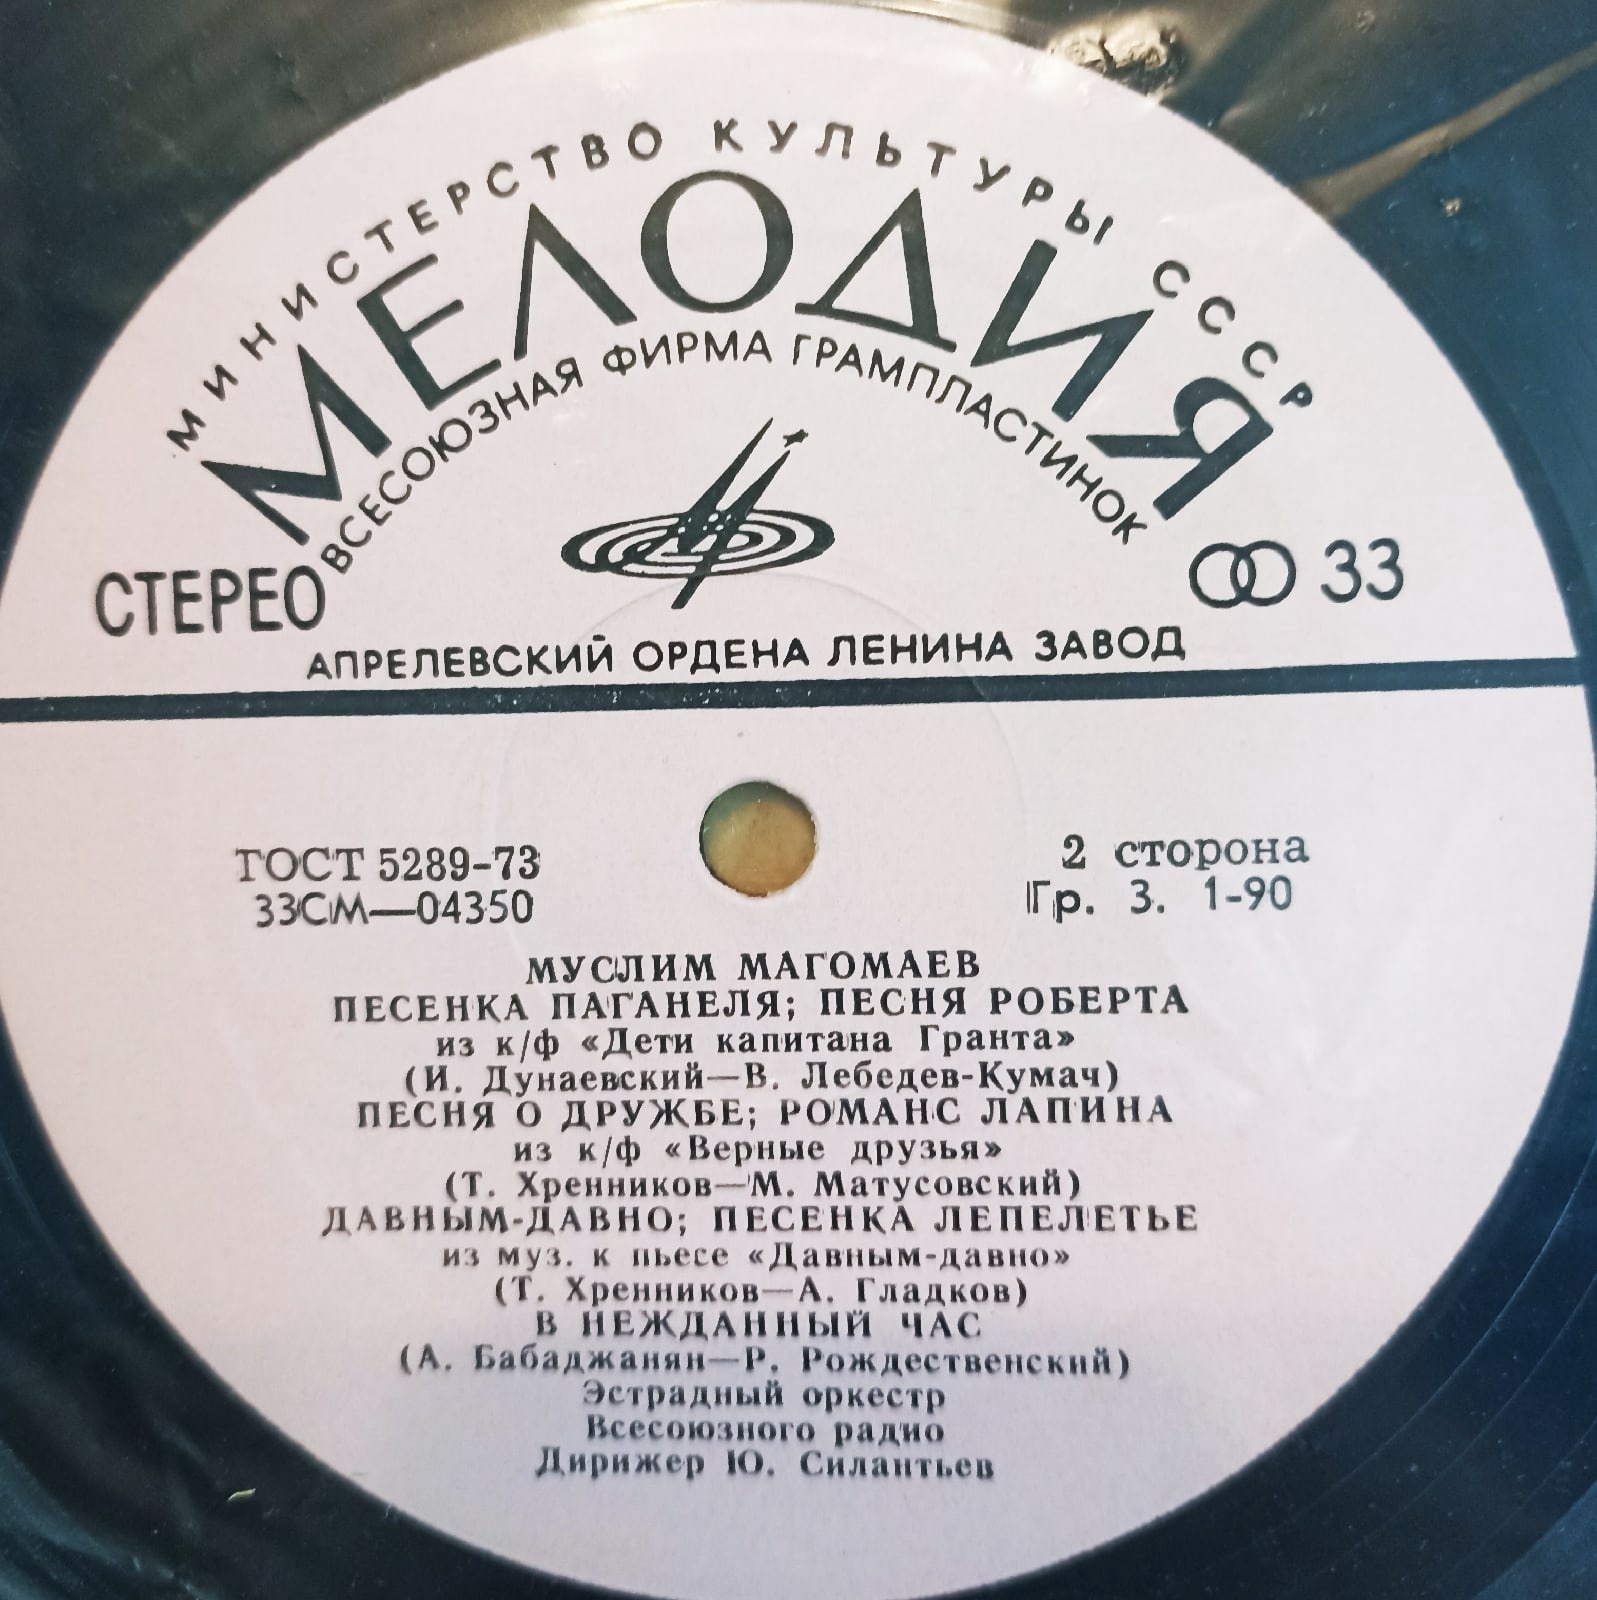 МИНИСТЕРСТВО КУЛЬТУРЫ СССР
МЕЛОДИЯ
ВСЕСОЮЗНАЯ ФИРМА ГРАМПЛАСТИНОК
СТЕРЕО
33
АПРЕЛЕВСКИЙ ОРДЕНА ЛЕНИНА ЗАВОД
ГОСТ 5289-73
33СМ—04350
2 сторона
Гр. 3. 1-90
МУСЛИМ МАГОМАЕВ
ПЕСЕНКА ПАГАНЕЛЯ; ПЕСНЯ РОБЕРТА
из к/ф «Дети капитана Гранта»
(И. Дунаевский—В. Лебедев-Кумач)
ПЕСНЯ О ДРУЖБЕ; РОМАНС ЛАПИНА
из к/ф «Верные друзья»
(Т. Хренников—М. Матусовский)
ДАВНЫМ-ДАВНО; ПЕСЕНКА ЛЕПЕЛЕТЬЕ
из муз. к пьесе «Давным-давно»
(Т. Хренников—А. Гладков)
В НЕЖДАННЫЙ ЧАС
(А. Бабаджанян—Р. Рождественский)
Эстрадный оркестр
Всесоюзного радио
Дирижер Ю. Силантьев